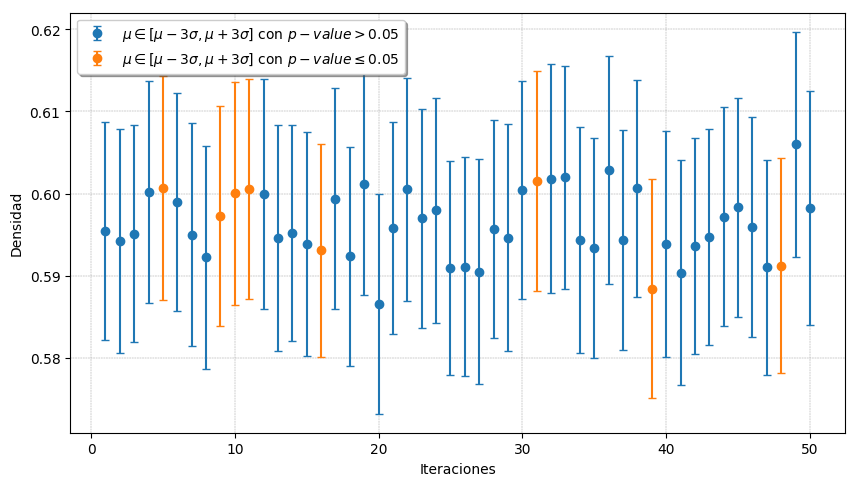 0.62
0.61
0.60
0.59
0.58
Densidad
μ ∈ [μ − 3σ, μ + 3σ] con p − value > 0.05
μ ∈ [μ − 3σ, μ + 3σ] con p − value ≤ 0.05
0 10 20 30 40 50
Iteraciones